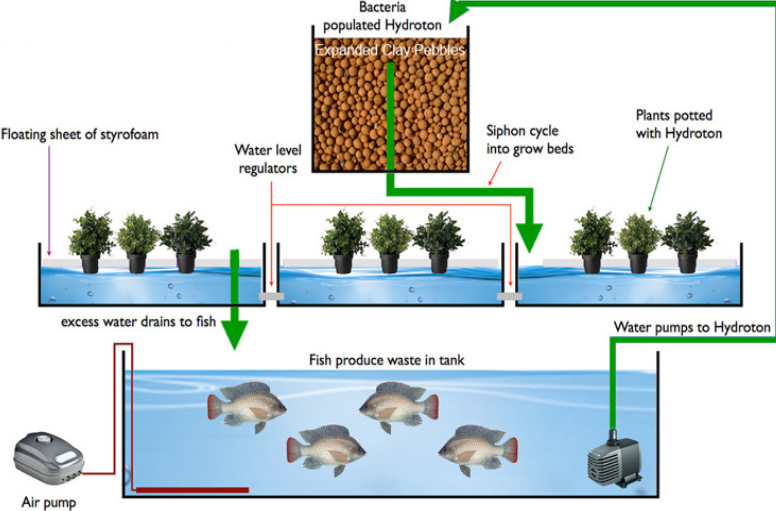 Bacteria
populated Hydroton
Expanded Clay Pebbles
Floating sheet of styrofoam
Water level
regulators
Siphon cycle
into grow beds
Plants potted
with Hydroton
excess water drains to fish
Water pumps to Hydroton
Fish produce waste in tank
Air pump